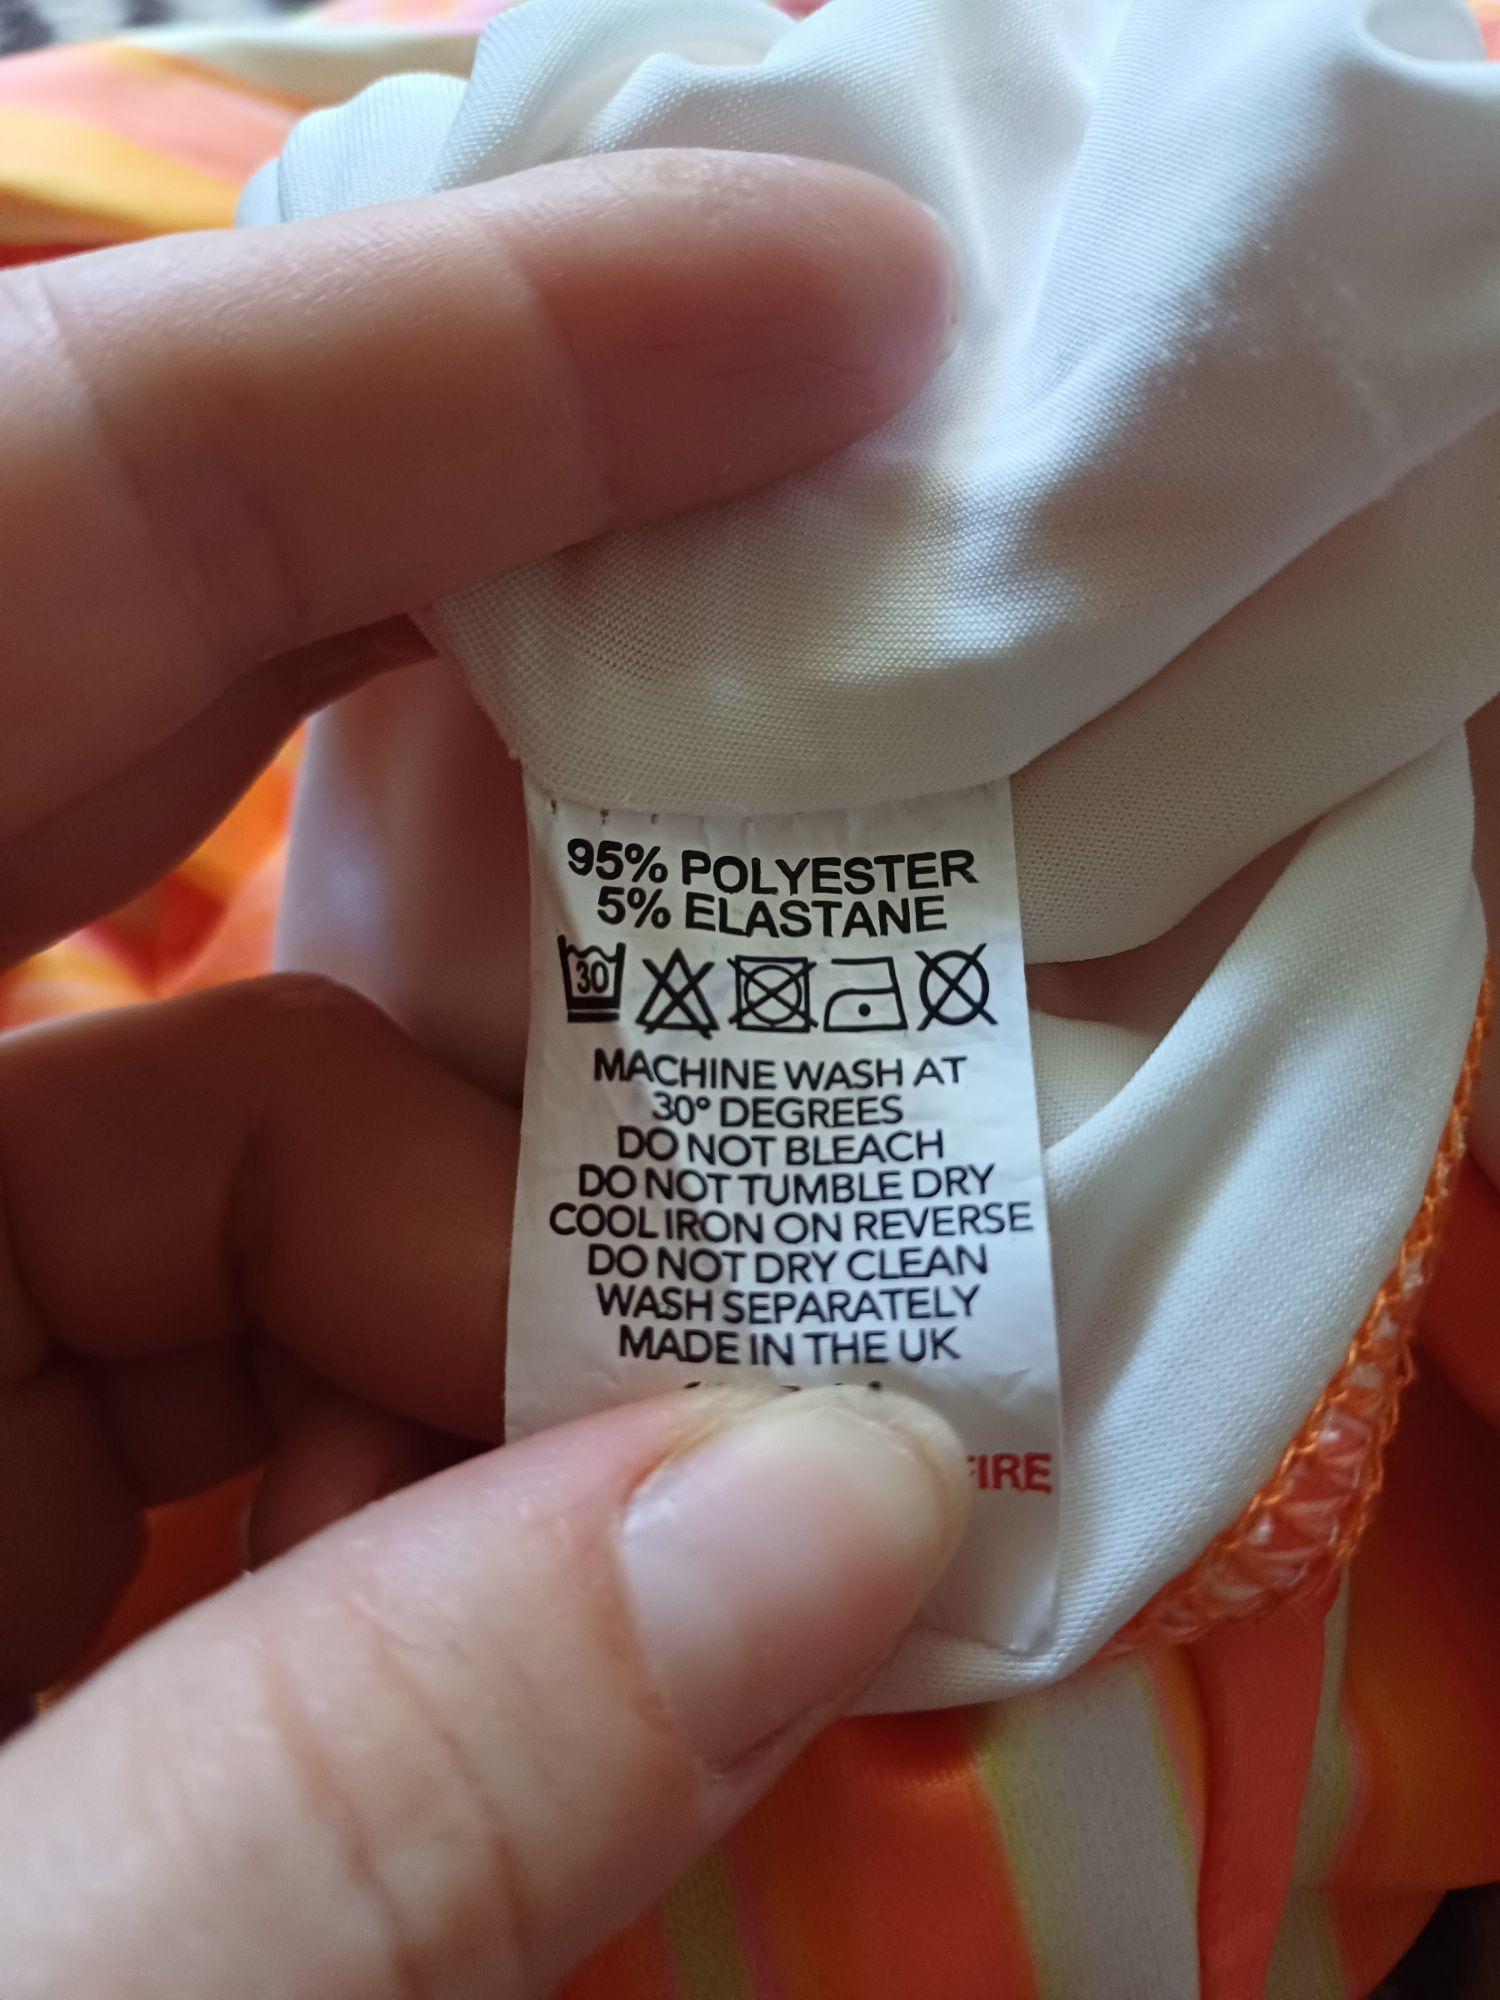 95% POLYESTER
5% ELASTANE
30
MACHINE WASH AT
30° DEGREES
DO NOT BLEACH
DO NOT TUMBLE DRY
COOL IRON ON REVERSE
DO NOT DRY CLEAN
WASH SEPARATELY
MADE IN THE UK
FIRE